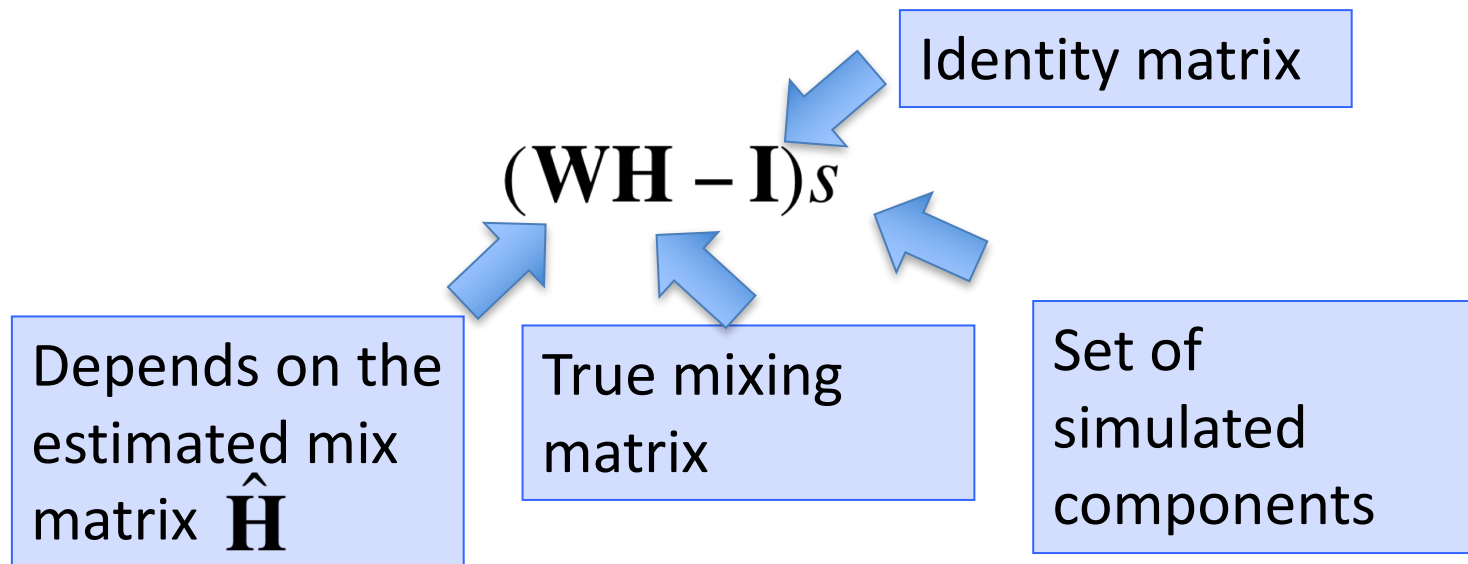 Identity matrix
(WH – I)s
Depends on the
estimated mix
matrix Ĥ
True mixing
matrix
Set of
simulated
components